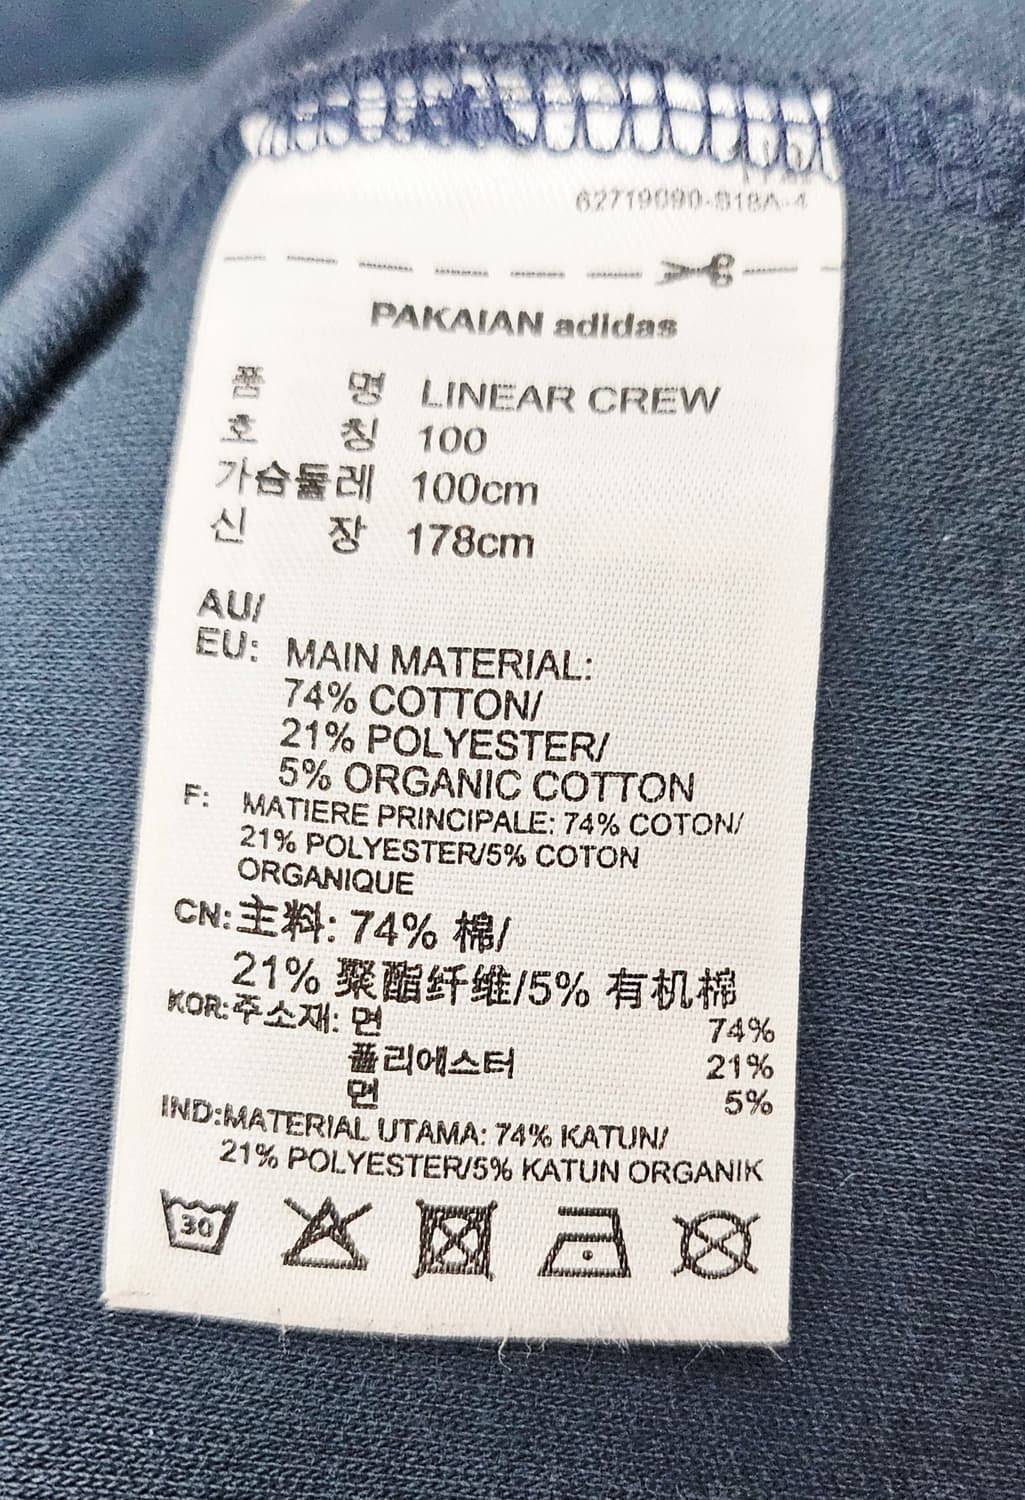 62719090-S18A-4
PAKAIAN adidas
품 명 LINEAR CREW
호 칭 100
가슴둘레 100cm
신 장 178cm
AU/
EU: MAIN MATERIAL:
74% COTTON/
21% POLYESTER/
5% ORGANIC COTTON
F: MATIERE PRINCIPALE: 74% COTON/
21% POLYESTER/5% COTON
ORGANIQUE
CN:主料: 74% 棉/
21% 聚酯纤维/5% 有机棉
KOR:주소재: 면 74%
폴리에스터 21%
면 5%
IND:MATERIAL UTAMA: 74% KATUN/
21% POLYESTER/5% KATUN ORGANIK
30